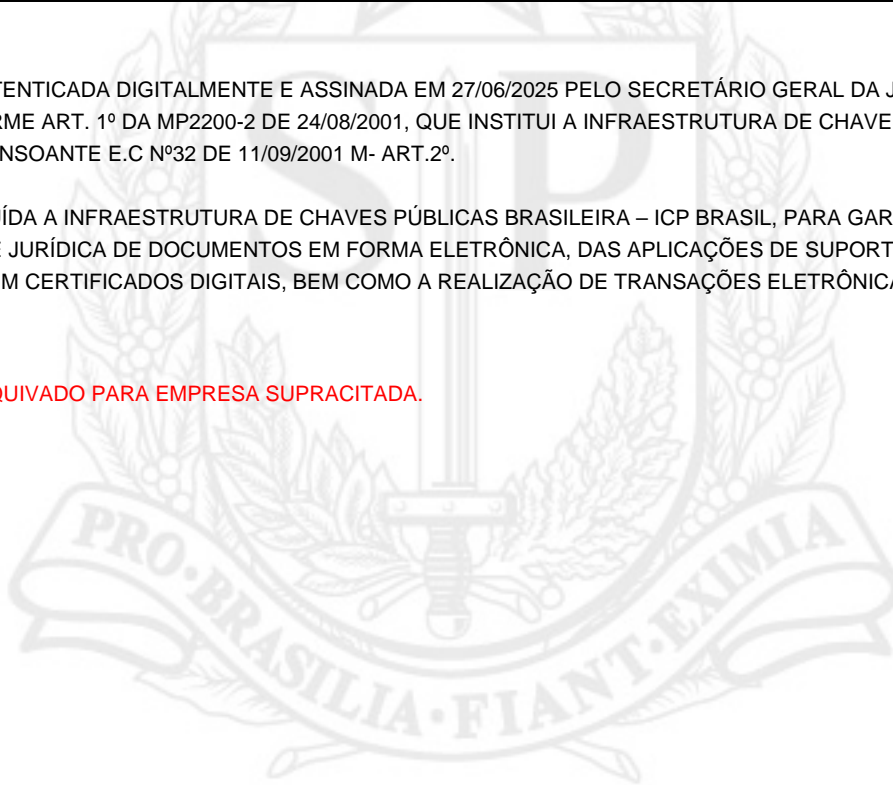 TENTICADA DIGITALMENTE E ASSINADA EM 27/06/2025 PELO SECRETÁRIO GERAL DA J
RME ART. 1º DA MP2200-2 DE 24/08/2001, QUE INSTITUI A INFRAESTRUTURA DE CHAVE
NSOANTE E.C Nº32 DE 11/09/2001 M- ART.2º.
ÍDA A INFRAESTRUTURA DE CHAVES PÚBLICAS BRASILEIRA – ICP BRASIL, PARA GAR
E JURÍDICA DE DOCUMENTOS EM FORMA ELETRÔNICA, DAS APLICAÇÕES DE SUPORT
M CERTIFICADOS DIGITAIS, BEM COMO A REALIZAÇÃO DE TRANSAÇÕES ELETRÔNICA
QUIVADO PARA EMPRESA SUPRACITADA.
SP
PRO·BRASILIA·FIANT·EXIMIA